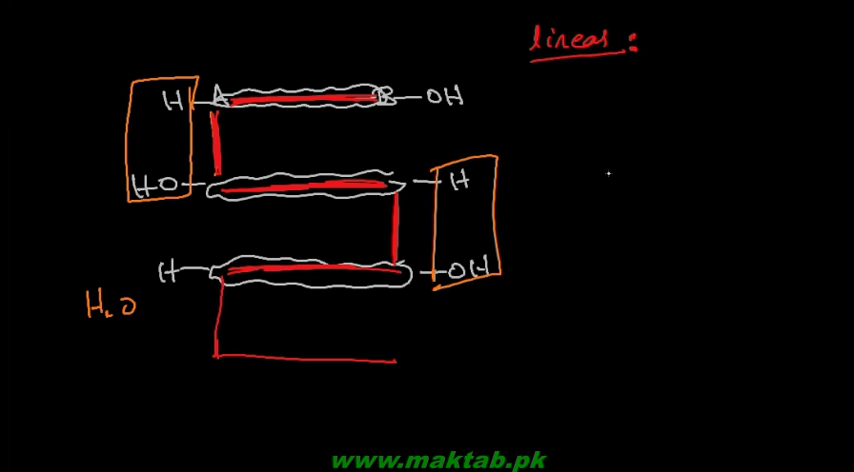 linear :
H A B OH
HO H
H OH
H2O
www.maktab.pk